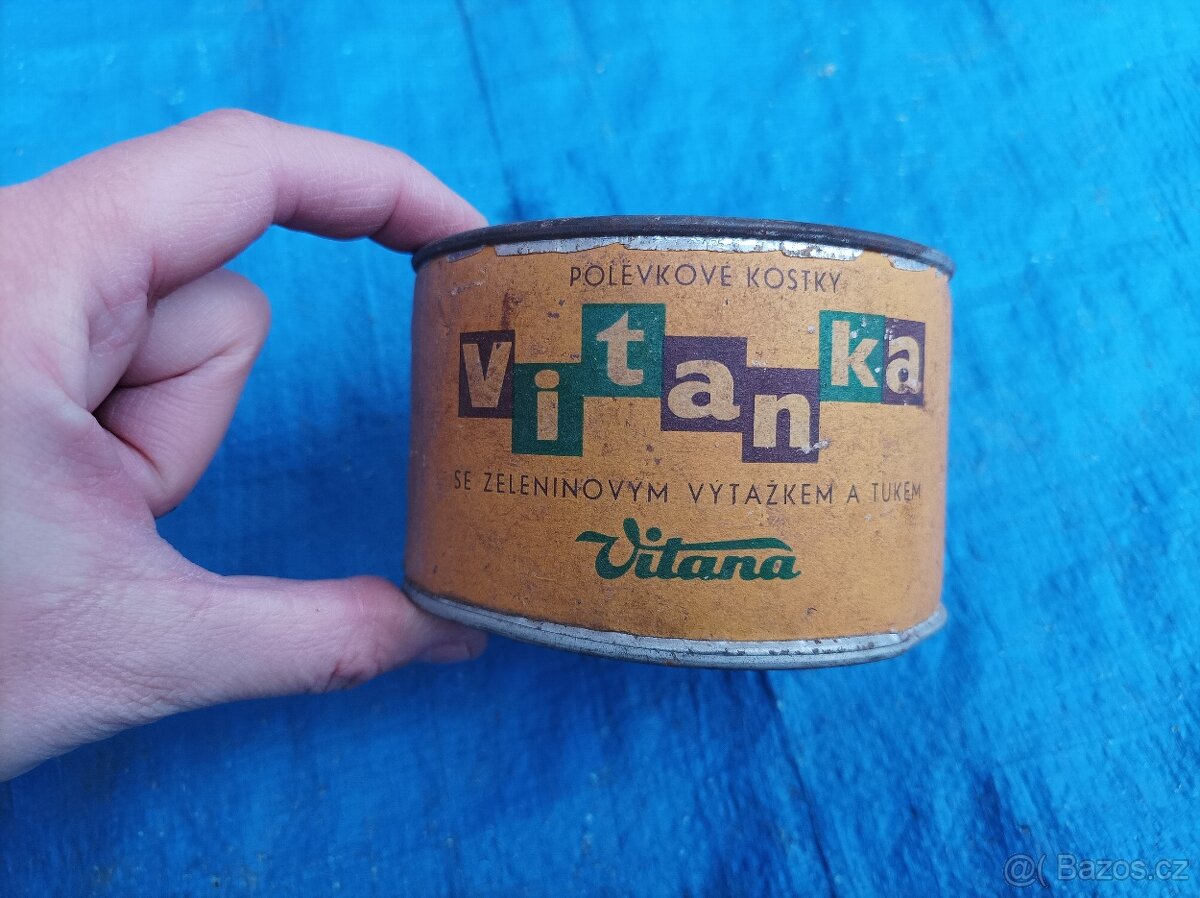 POLÉVKOVÉ KOSTKY
Vitanka
SE ZELENINOVÝM VÝTAŽKEM A TUKEM
Vitana
@( Bazos.cz